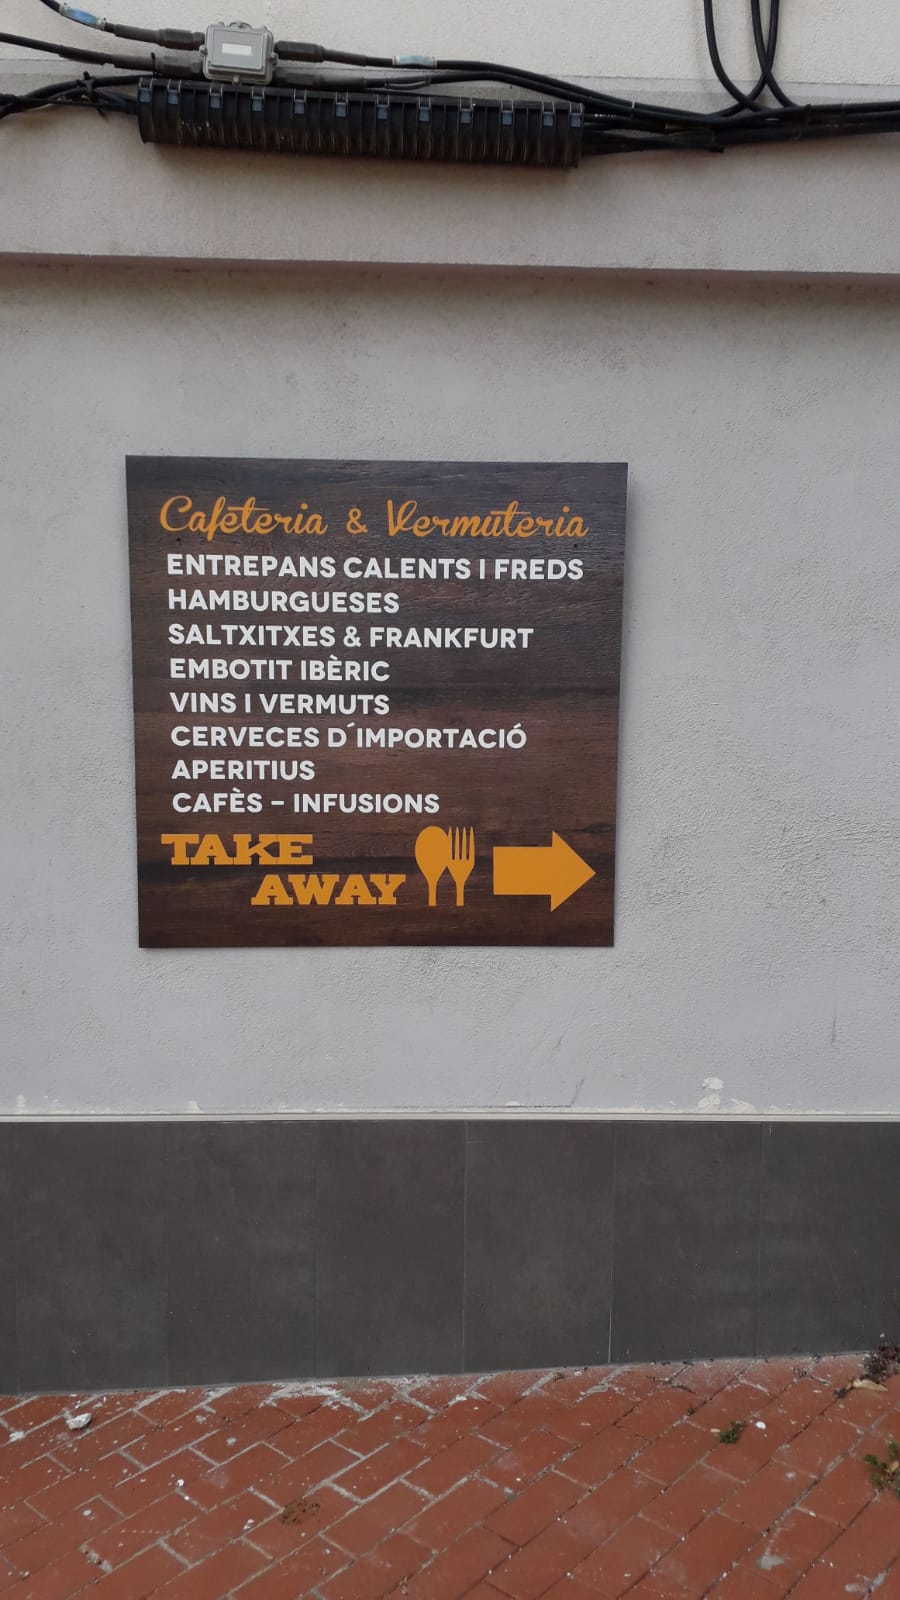 Cafeteria & Vermuteria
ENTREPANS CALENTS I FREDS
HAMBURGUESES
SALTXITXES & FRANKFURT
EMBOTIT IBÈRIC
VINS I VERMUTS
CERVECES D´IMPORTACIÓ
APERITIUS
CAFÈS - INFUSIONS
TAKE
AWAY